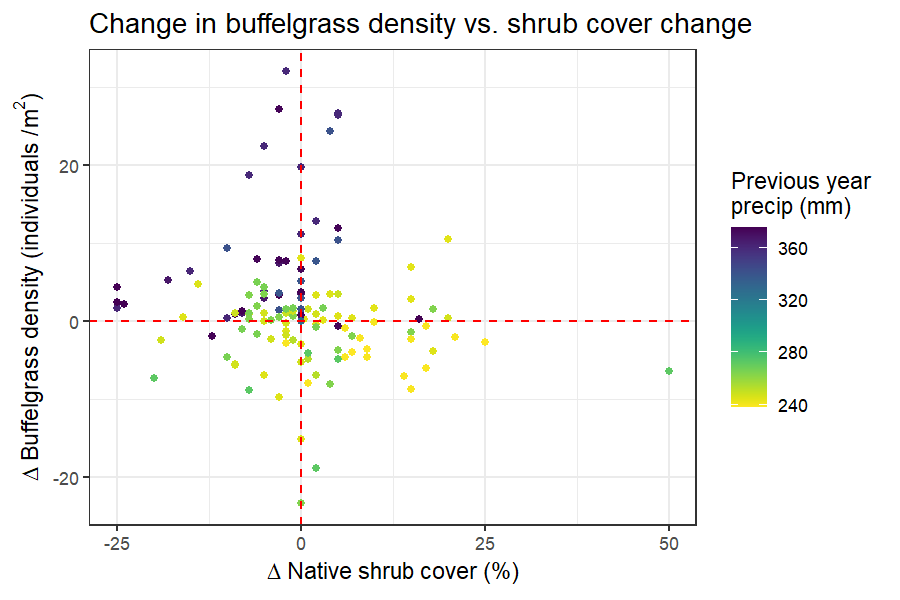 Change in buffelgrass density vs. shrub cover change
Δ Buffelgrass density (individuals /m²)
20
0
-20
-25
0
25
50
Δ Native shrub cover (%)
Previous year
precip (mm)
360
320
280
240